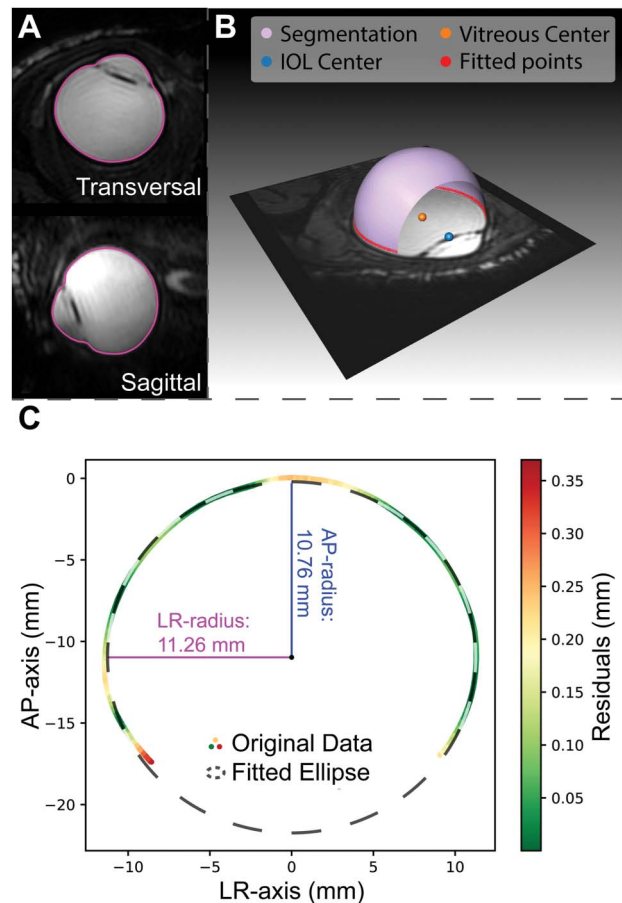 A
Transversal
Sagittal
B
Segmentation
Vitreous Center
IOL Center
Fitted points
C
AP-axis (mm)
0
−5
−10
−15
−20
AP-radius:
10.76 mm
LR-radius:
11.26 mm
Original Data
Fitted Ellipse
−10
−5
0
5
10
LR-axis (mm)
0.35
0.30
0.25
0.20
0.15
0.10
0.05
Residuals (mm)